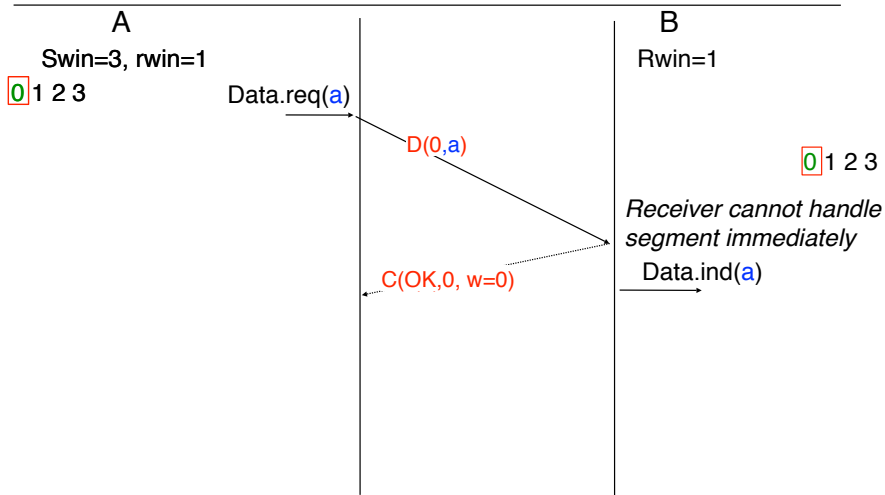 A
B
Swin=3, rwin=1
Rwin=1
0 1 2 3
Data.req(a)
D(0,a)
0 1 2 3
Receiver cannot handle
segment immediately
C(OK,0, w=0)
Data.ind(a)